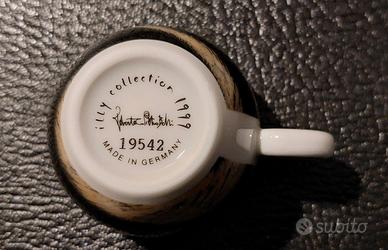 illy collection 1999
19542
MADE IN GERMANY
subito